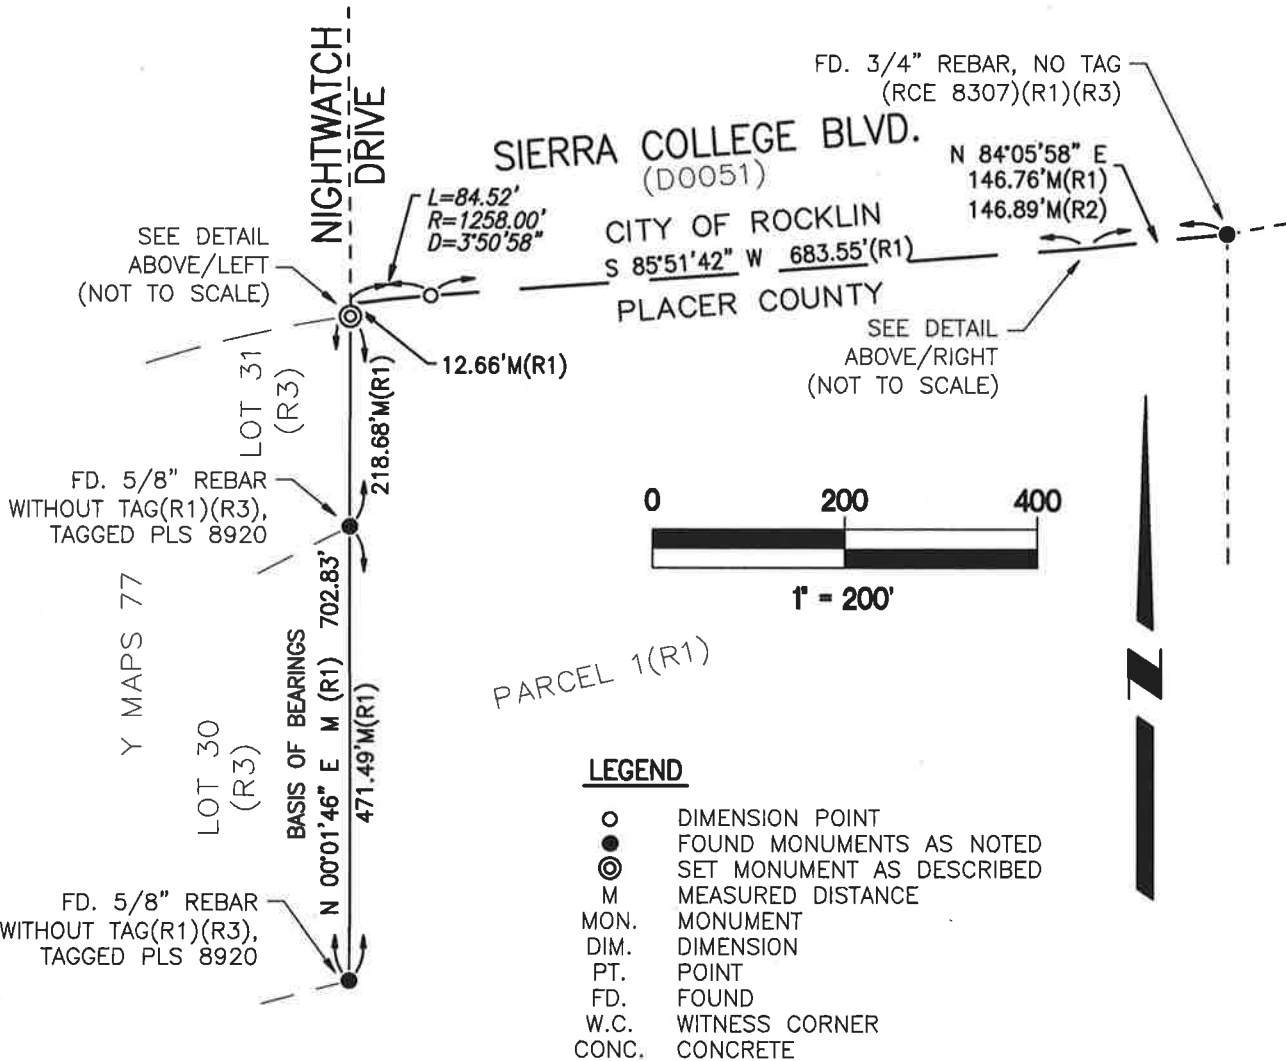 NIGHTWATCH
DRIVE
FD. 3/4" REBAR, NO TAG
(RCE 8307)(R1)(R3)
SIERRA COLLEGE BLVD.
(D0051)
N 84°05'58" E
146.76'M(R1)
146.89'M(R2)
L=84.52'
R=1258.00'
D=3°50'58"
CITY OF ROCKLIN
S 85°51'42" W 683.55'(R1)
PLACER COUNTY
SEE DETAIL
ABOVE/LEFT
(NOT TO SCALE)
SEE DETAIL
ABOVE/RIGHT
(NOT TO SCALE)
12.66'M(R1)
LOT 31
(R3)
218.68'M(R1)
FD. 5/8" REBAR
WITHOUT TAG(R1)(R3),
TAGGED PLS 8920
0 200 400
1" = 200'
Y MAPS 77
LOT 30
(R3)
BASIS OF BEARINGS
N 00°01'46" E M (R1) 702.83'
471.49'M(R1)
PARCEL 1(R1)
N
FD. 5/8" REBAR
WITHOUT TAG(R1)(R3),
TAGGED PLS 8920
LEGEND
DIMENSION POINT
FOUND MONUMENTS AS NOTED
SET MONUMENT AS DESCRIBED
M MEASURED DISTANCE
MON. MONUMENT
DIM. DIMENSION
PT. POINT
FD. FOUND
W.C. WITNESS CORNER
CONC. CONCRETE